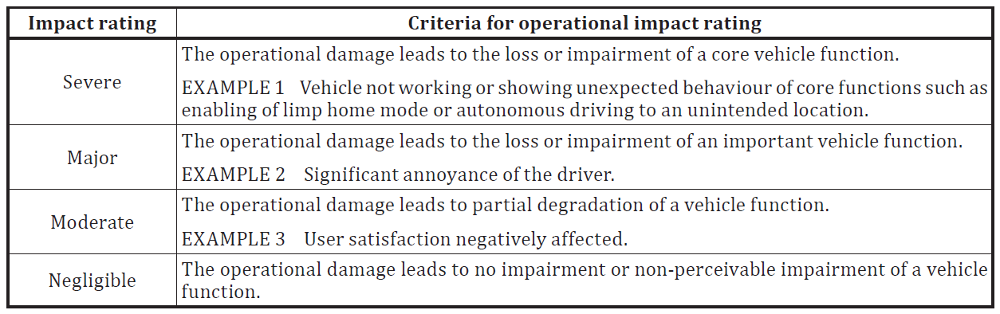 Impact rating
Criteria for operational impact rating
Severe
The operational damage leads to the loss or impairment of a core vehicle function.
EXAMPLE 1 Vehicle not working or showing unexpected behaviour of core functions such as
enabling of limp home mode or autonomous driving to an unintended location.
Major
The operational damage leads to the loss or impairment of an important vehicle function.
EXAMPLE 2 Significant annoyance of the driver.
Moderate
The operational damage leads to partial degradation of a vehicle function.
EXAMPLE 3 User satisfaction negatively affected.
Negligible
The operational damage leads to no impairment or non-perceivable impairment of a vehicle
function.